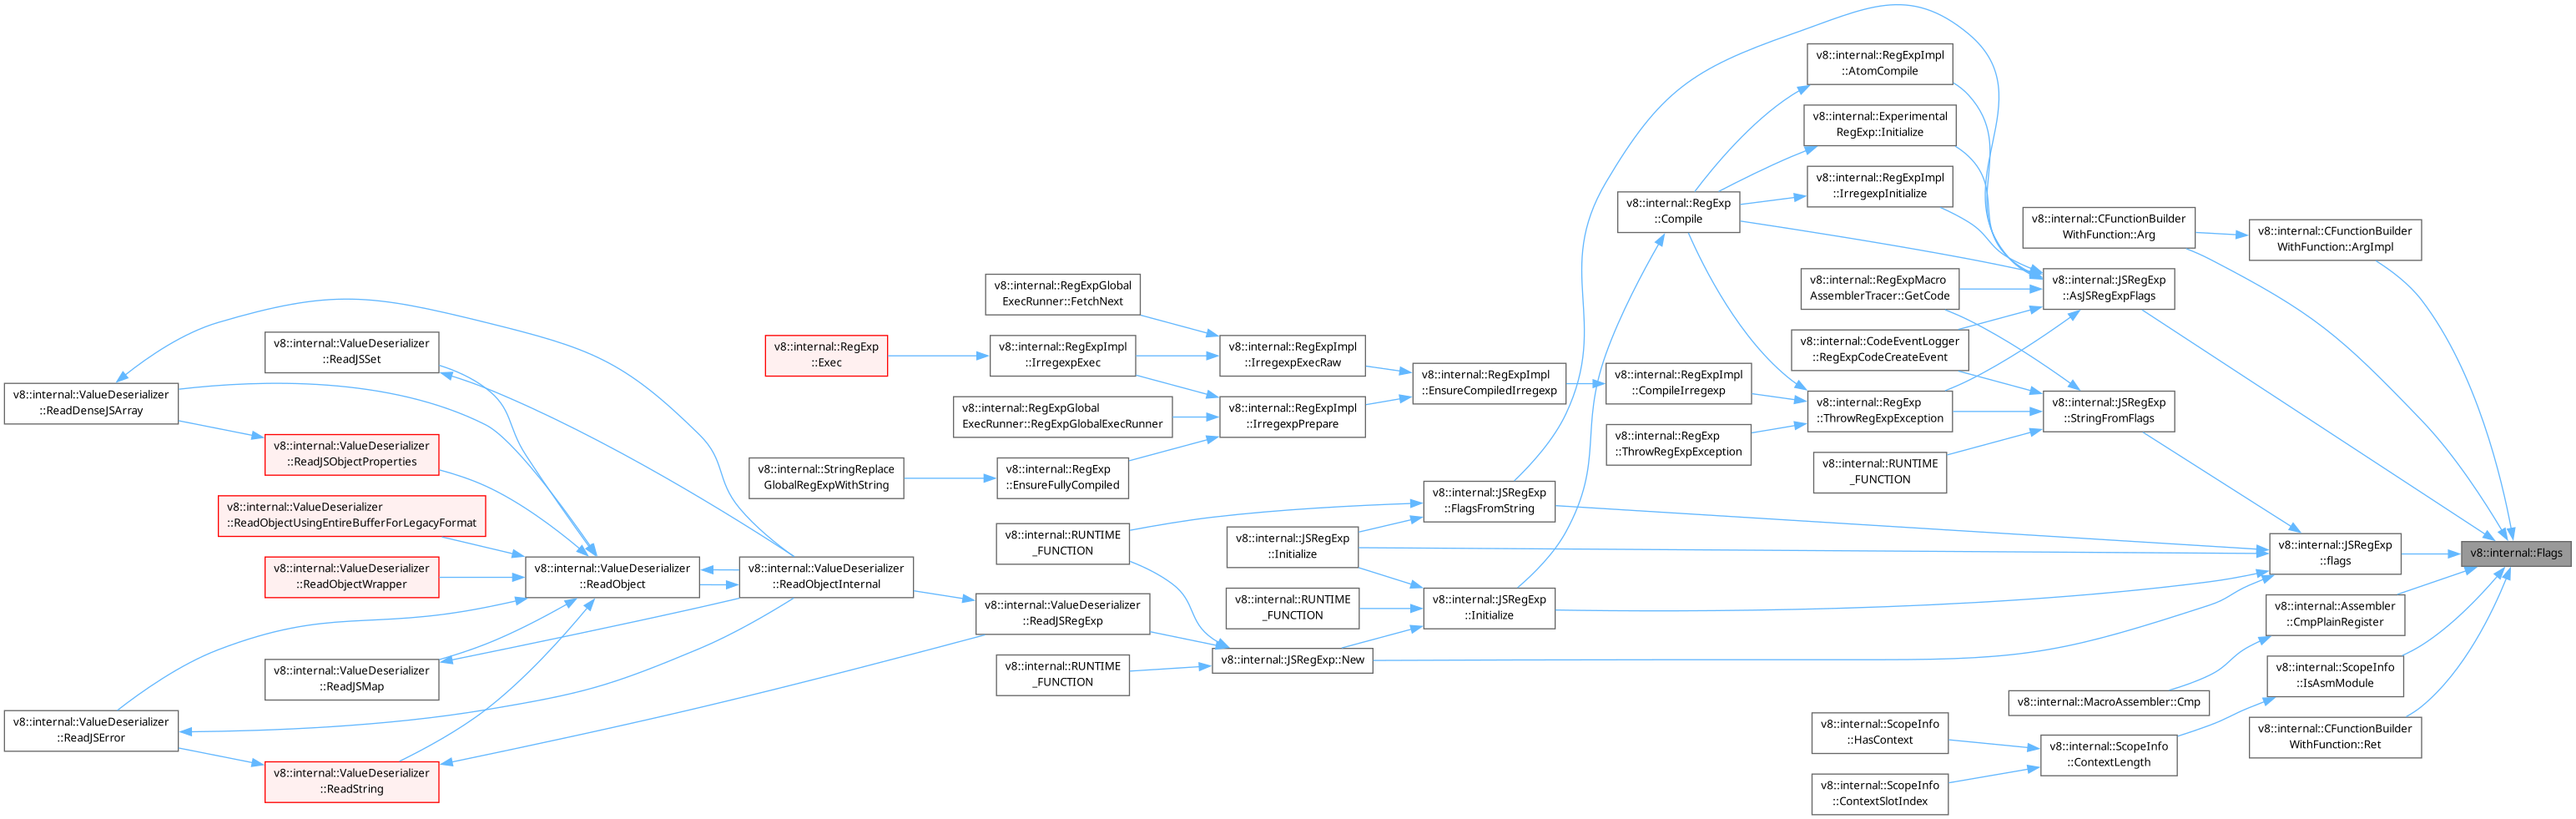 v8::internal::RegExpImpl
::AtomCompile
v8::internal::Experimental
RegExp::Initialize
v8::internal::RegExpImpl
::IrregexpInitialize
v8::internal::RegExp
::Compile
v8::internal::CFunctionBuilder
WithFunction::Arg
v8::internal::CFunctionBuilder
WithFunction::ArgImpl
v8::internal::RegExpGlobal
ExecRunner::FetchNext
v8::internal::RegExpMacro
AssemblerTracer::GetCode
v8::internal::JSRegExp
::AsJSRegExpFlags
v8::internal::ValueDeserializer
::ReadJSSet
v8::internal::RegExp
::Exec
v8::internal::RegExpImpl
::IrregexpExec
v8::internal::RegExpImpl
::IrregexpExecRaw
v8::internal::CodeEventLogger
::RegExpCodeCreateEvent
v8::internal::ValueDeserializer
::ReadDenseJSArray
v8::internal::RegExpGlobal
ExecRunner::RegExpGlobalExecRunner
v8::internal::RegExpImpl
::IrregexpPrepare
v8::internal::RegExpImpl
::EnsureCompiledIrregexp
v8::internal::RegExpImpl
::CompileIrregexp
v8::internal::RegExp
::ThrowRegExpException
v8::internal::JSRegExp
::StringFromFlags
v8::internal::ValueDeserializer
::ReadJSObjectProperties
v8::internal::StringReplace
GlobalRegExpWithString
v8::internal::RegExp
::EnsureFullyCompiled
v8::internal::RegExp
::ThrowRegExpException
v8::internal::RUNTIME
_FUNCTION
v8::internal::ValueDeserializer
::ReadObjectUsingEntireBufferForLegacyFormat
v8::internal::JSRegExp
::FlagsFromString
v8::internal::RUNTIME
_FUNCTION
v8::internal::JSRegExp
::Initialize
v8::internal::JSRegExp
::flags
v8::internal::Flags
v8::internal::ValueDeserializer
::ReadObjectWrapper
v8::internal::ValueDeserializer
::ReadObject
v8::internal::ValueDeserializer
::ReadObjectInternal
v8::internal::ValueDeserializer
::ReadJSRegExp
v8::internal::RUNTIME
_FUNCTION
v8::internal::JSRegExp
::Initialize
v8::internal::Assembler
::CmpPlainRegister
v8::internal::ValueDeserializer
::ReadJSMap
v8::internal::RUNTIME
_FUNCTION
v8::internal::JSRegExp::New
v8::internal::ScopeInfo
::IsAsmModule
v8::internal::MacroAssembler::Cmp
v8::internal::ValueDeserializer
::ReadJSError
v8::internal::ScopeInfo
::HasContext
v8::internal::CFunctionBuilder
WithFunction::Ret
v8::internal::ScopeInfo
::ContextLength
v8::internal::ValueDeserializer
::ReadString
v8::internal::ScopeInfo
::ContextSlotIndex